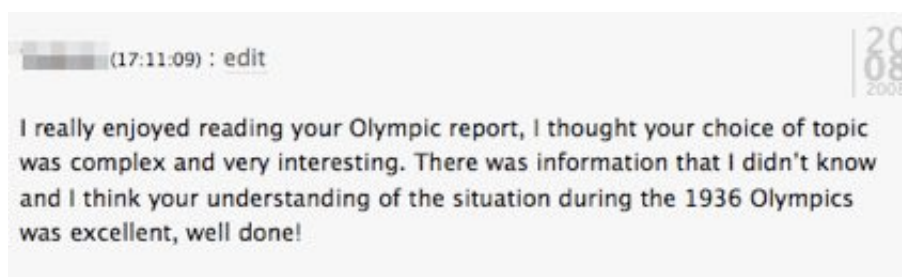 (17:11:09) : edit
20
08
2008
I really enjoyed reading your Olympic report, I thought your choice of topic
was complex and very interesting. There was information that I didn't know
and I think your understanding of the situation during the 1936 Olympics
was excellent, well done!